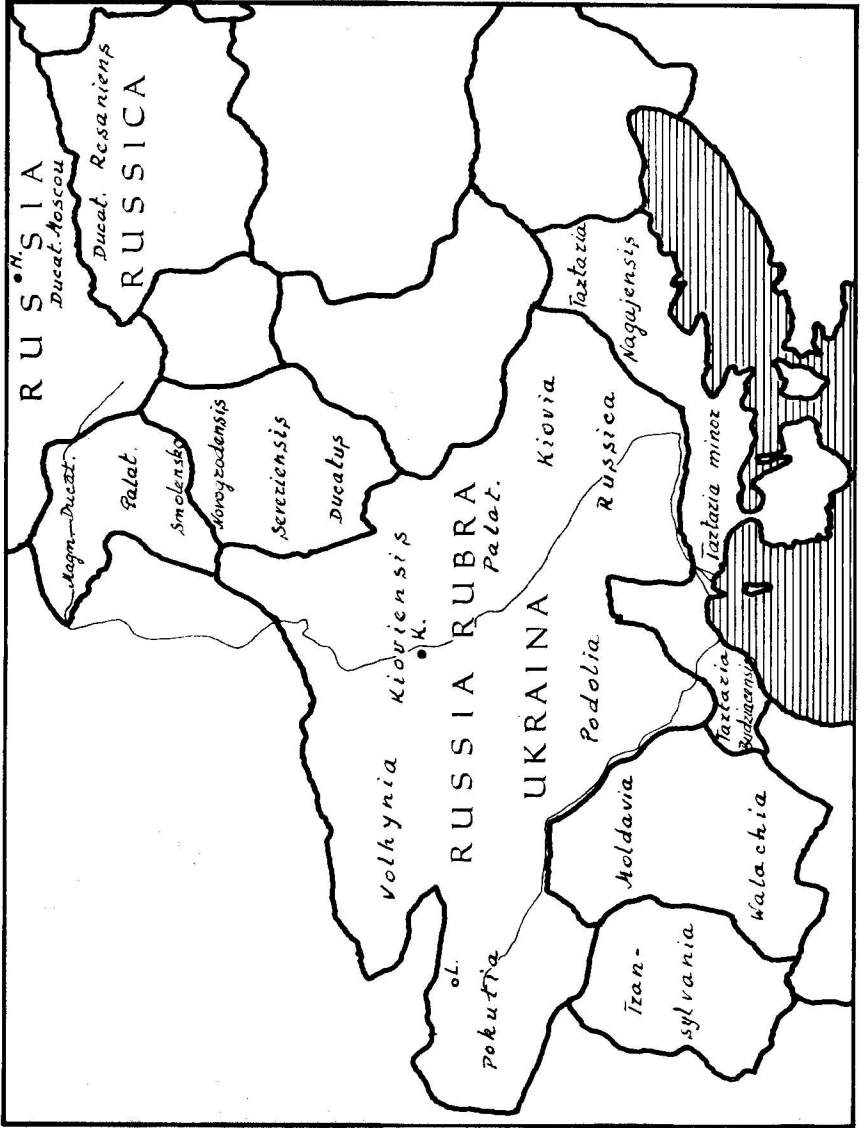 RUSSIA
M.
Ducat. Moscou
Ducat. Resaniens
RUSSICA
Magn-Ducat.
Palat.
Smolensko
Novogrodensis
Severiensis
Ducatus
Volhynia
Kioviensis
K.
RUSSIA RUBRA
Palat.
UKRAINA
Kiovia
Podolia
Russica
Tartaria
Nagajensis
L.
Pokutia
Moldavia
Walachia
Tran-
sylvania
Tartaria
Budziacensis
Tartaria minor